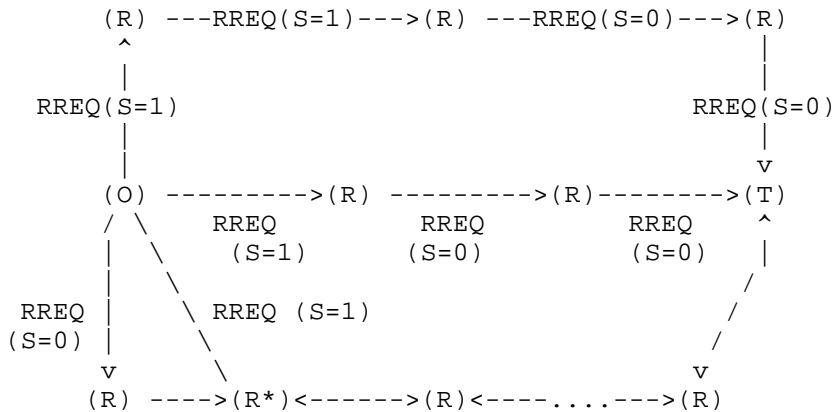 (R) ---RREQ(S=1)--->(R) ---RREQ(S=0)--->(R)
^ |
| |
RREQ(S=1) RREQ(S=0)
| |
| v
(O) --------->(R) --------->(R)-------->(T)
/ \ RREQ RREQ RREQ ^
| \ (S=1) (S=0) (S=0) |
| \ /
RREQ | \ RREQ (S=1) /
(S=0) | \ /
v \ v
(R) ---->(R*)<------>(R)<----....--->(R)